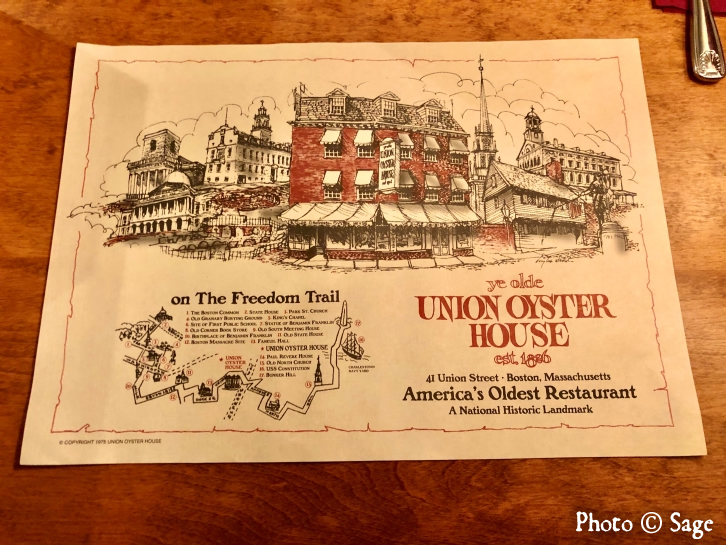 UNION
OYSTER
HOUSE
on The Freedom Trail
1. The Boston Common 2. State House 3. Park St. Church
4. Old Granary Burying Ground 5. King's Chapel
6. Site of First Public School 7. Statue of Benjamin Franklin
8. Old Corner Book Store 9. Old South Meeting House
10. Birthplace of Benjamin Franklin 11. Old State House
12. Boston Massacre Site 13. Faneuil Hall
★ UNION OYSTER HOUSE
14. Paul Revere House
15. Old North Church
16. USS Constitution
17. Bunker Hill
UNION
OYSTER
HOUSE
CHARLESTOWN
NAVY YARD
ye olde
UNION OYSTER
HOUSE
est. 1826
41 Union Street · Boston, Massachusetts
America's Oldest Restaurant
A National Historic Landmark
© COPYRIGHT 1975 UNION OYSTER HOUSE
Photo © Sage